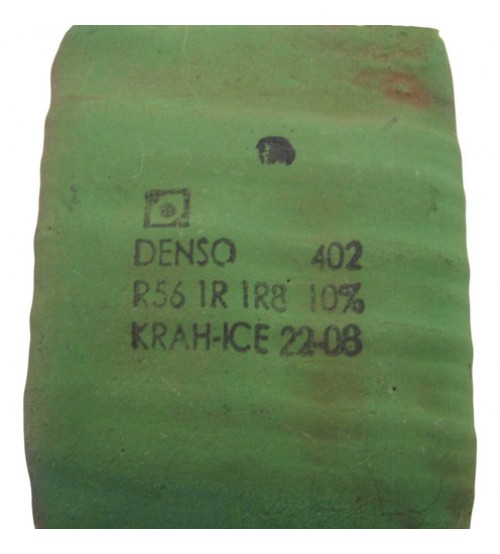 DENSO 402
R56 1R 1R8 10%
KRAH-ICE 22-08